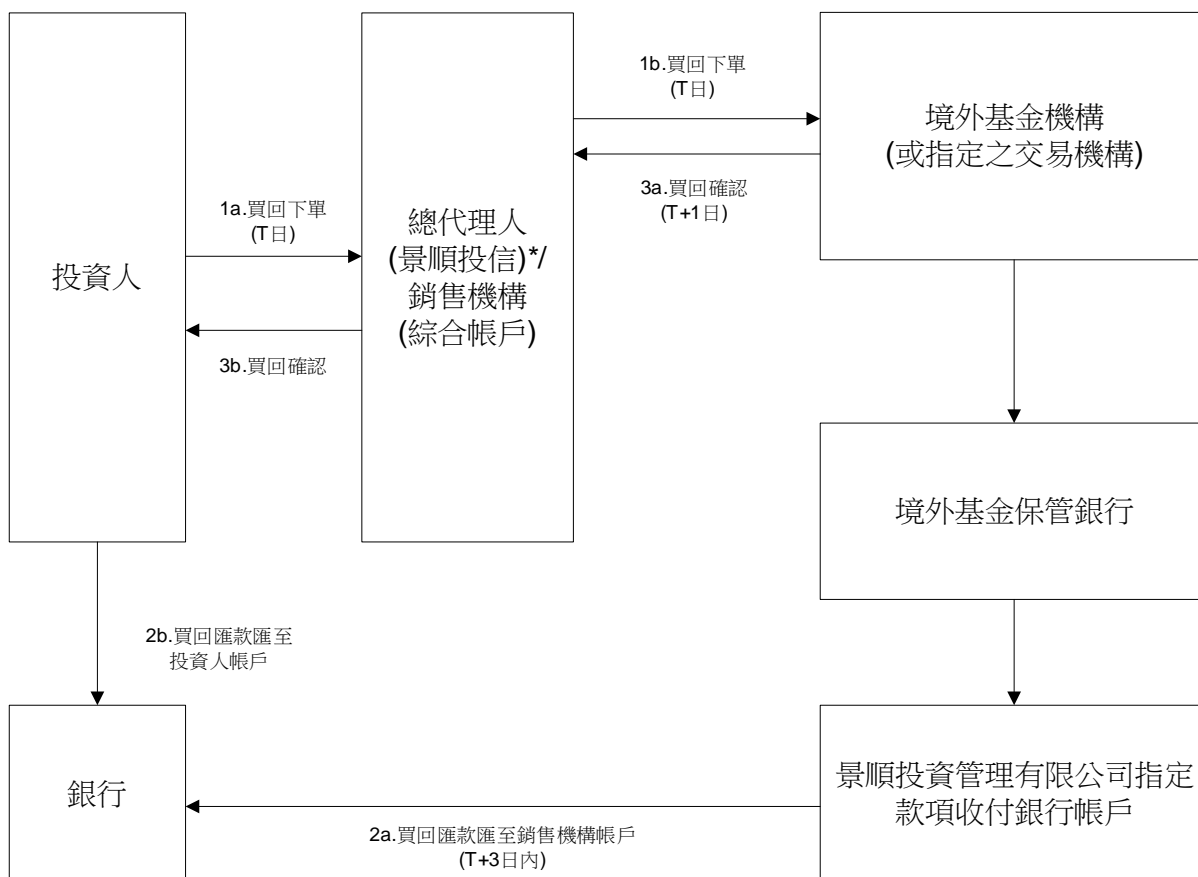 1b.買回下單
(T日)
境外基金機構
(或指定之交易機構)
3a.買回確認
(T+1日)
1a.買回下單
(T日)
總代理人
(景順投信)*/
銷售機構
(綜合帳戶)
投資人
3b.買回確認
境外基金保管銀行
2b.買回匯款匯至
投資人帳戶
銀行
景順投資管理有限公司指定
款項收付銀行帳戶
2a.買回匯款匯至銷售機構帳戶
(T+3日內)